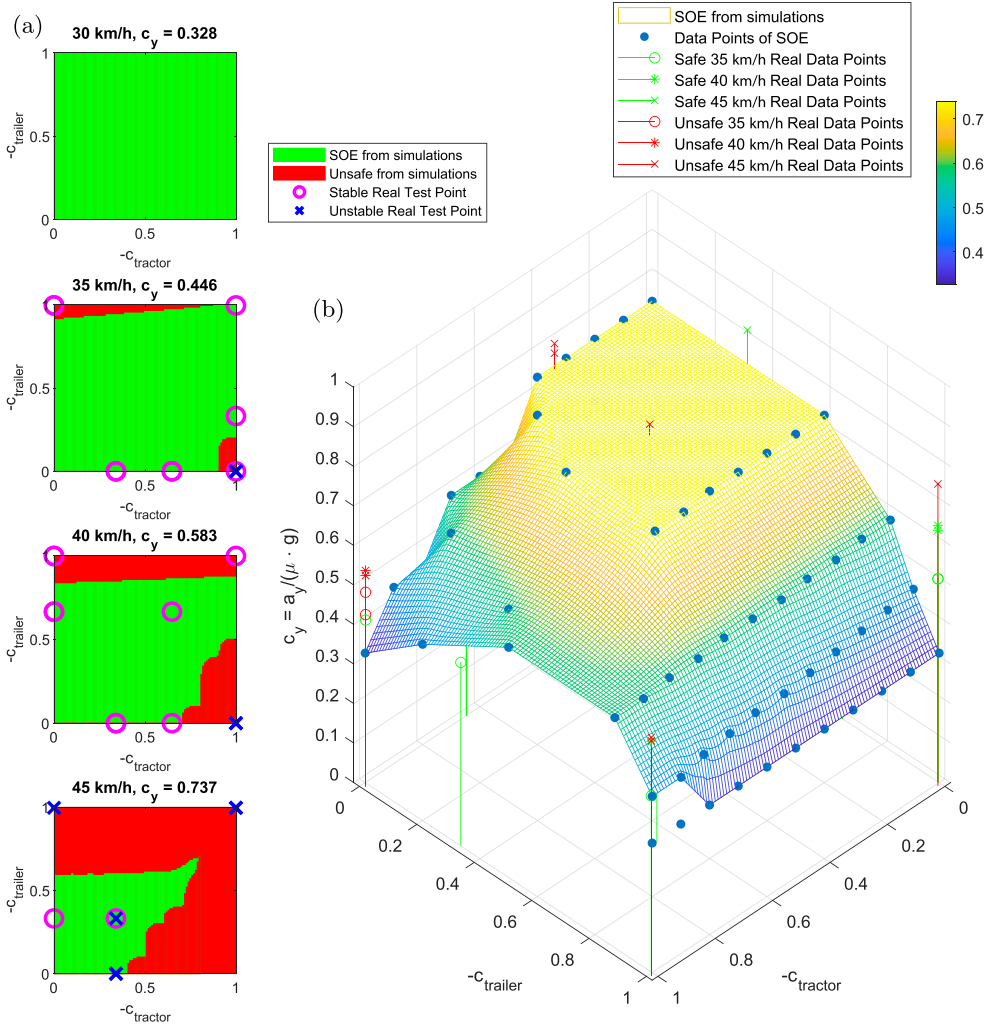 (a)
30 km/h, c_y = 0.328
1
0.5
0
-c_trailer
0
0.5
1
-c_tractor
SOE from simulations
Unsafe from simulations
Stable Real Test Point
Unstable Real Test Point
35 km/h, c_y = 0.446
1
0.5
0
-c_trailer
0
0.5
1
-c_tractor
40 km/h, c_y = 0.583
1
0.5
0
-c_trailer
0
0.5
1
-c_tractor
45 km/h, c_y = 0.737
1
0.5
0
-c_trailer
0
0.5
1
-c_tractor
(b)
SOE from simulations
Data Points of SOE
Safe 35 km/h Real Data Points
Safe 40 km/h Real Data Points
Safe 45 km/h Real Data Points
Unsafe 35 km/h Real Data Points
Unsafe 40 km/h Real Data Points
Unsafe 45 km/h Real Data Points
0.7
0.6
0.5
0.4
1
0.9
0.8
0.7
0.6
0.5
0.4
0.3
0.2
0.1
0
c_y = a_y/(μ · g)
0
0.2
0.4
0.6
0.8
1
-c_trailer
1
0.8
0.6
0.4
0.2
0
-c_tractor